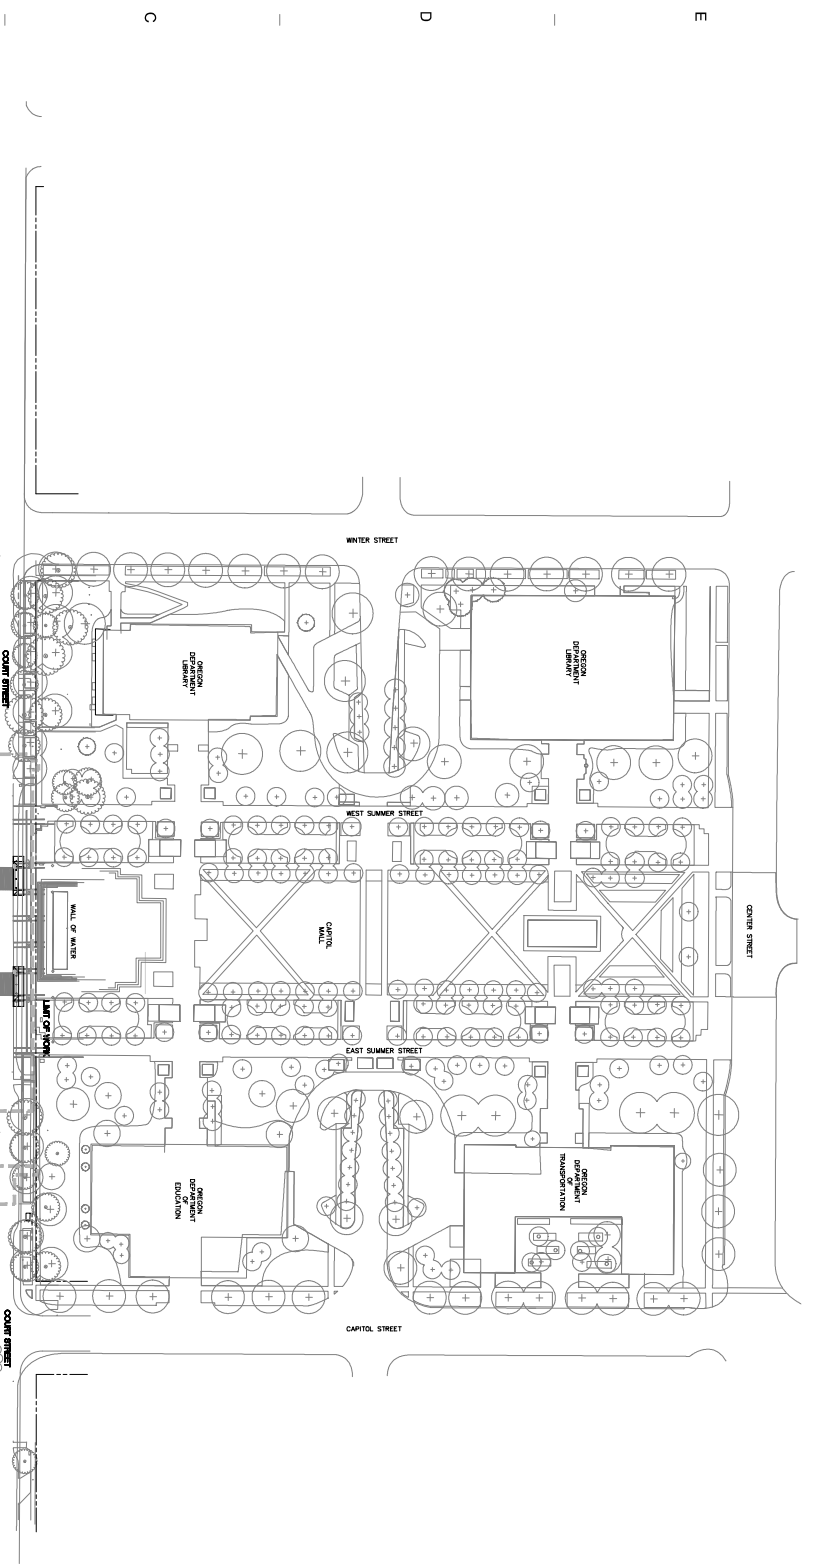 C
D
E
WINTER STREET
OREGON
DEPARTMENT
LIBRARY
OREGON
DEPARTMENT
LIBRARY
COURT STREET
WEST SUMMER STREET
WALL OF WATER
CAPITOL
MALL
CENTER STREET
LIMIT OF WORK
EAST SUMMER STREET
OREGON
DEPARTMENT
OF
EDUCATION
OREGON
DEPARTMENT
OF
TRANSPORTATION
CAPITOL STREET
COURT STREET